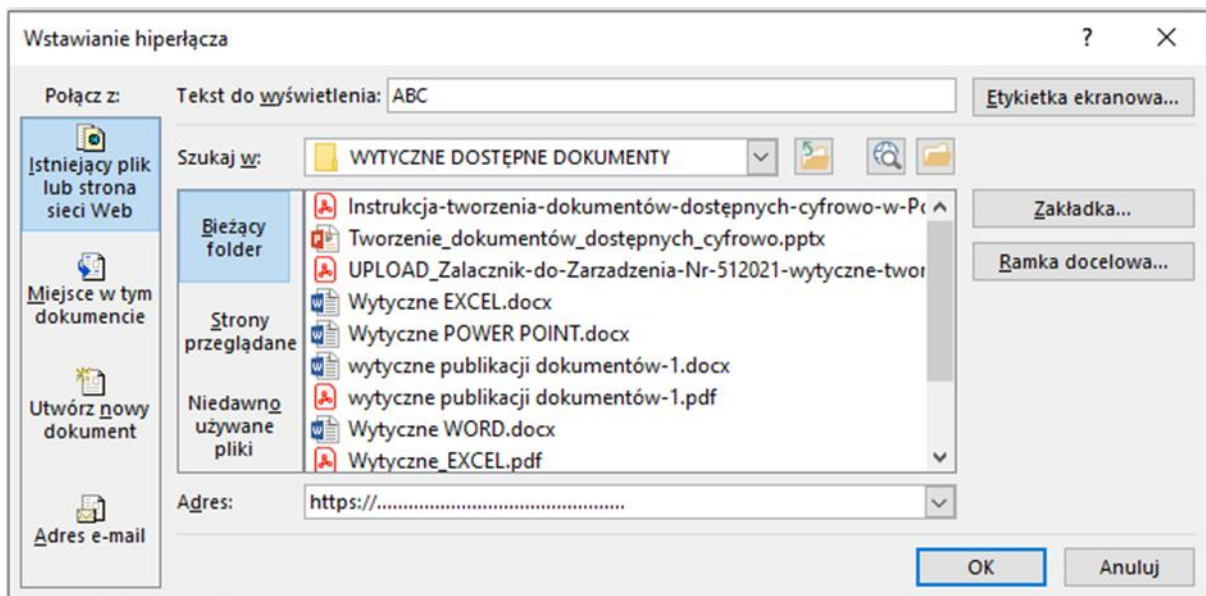 Wstawianie hiperłącza
Połącz z:
Tekst do wyświetlenia: ABC
Etykietka ekranowa...
Istniejący plik
lub strona
sieci Web
Miejsce w tym
dokumencie
Utwórz nowy
dokument
Adres e-mail
Szukaj w: WYTYCZNE DOSTĘPNE DOKUMENTY
Bieżący
folder
Strony
przeglądane
Niedawno
używane
pliki
Instrukcja-tworzenia-dokumentów-dostępnych-cyfrowo-w-Po
Tworzenie_dokumentów_dostępnych_cyfrowo.pptx
UPLOAD_Zalacznik-do-Zarzadzenia-Nr-512021-wytyczne-twor
Wytyczne EXCEL.docx
Wytyczne POWER POINT.docx
wytyczne publikacji dokumentów-1.docx
wytyczne publikacji dokumentów-1.pdf
Wytyczne WORD.docx
Wytyczne_EXCEL.pdf
Zakładka...
Ramka docelowa...
Adres: https://...............................................
OK
Anuluj